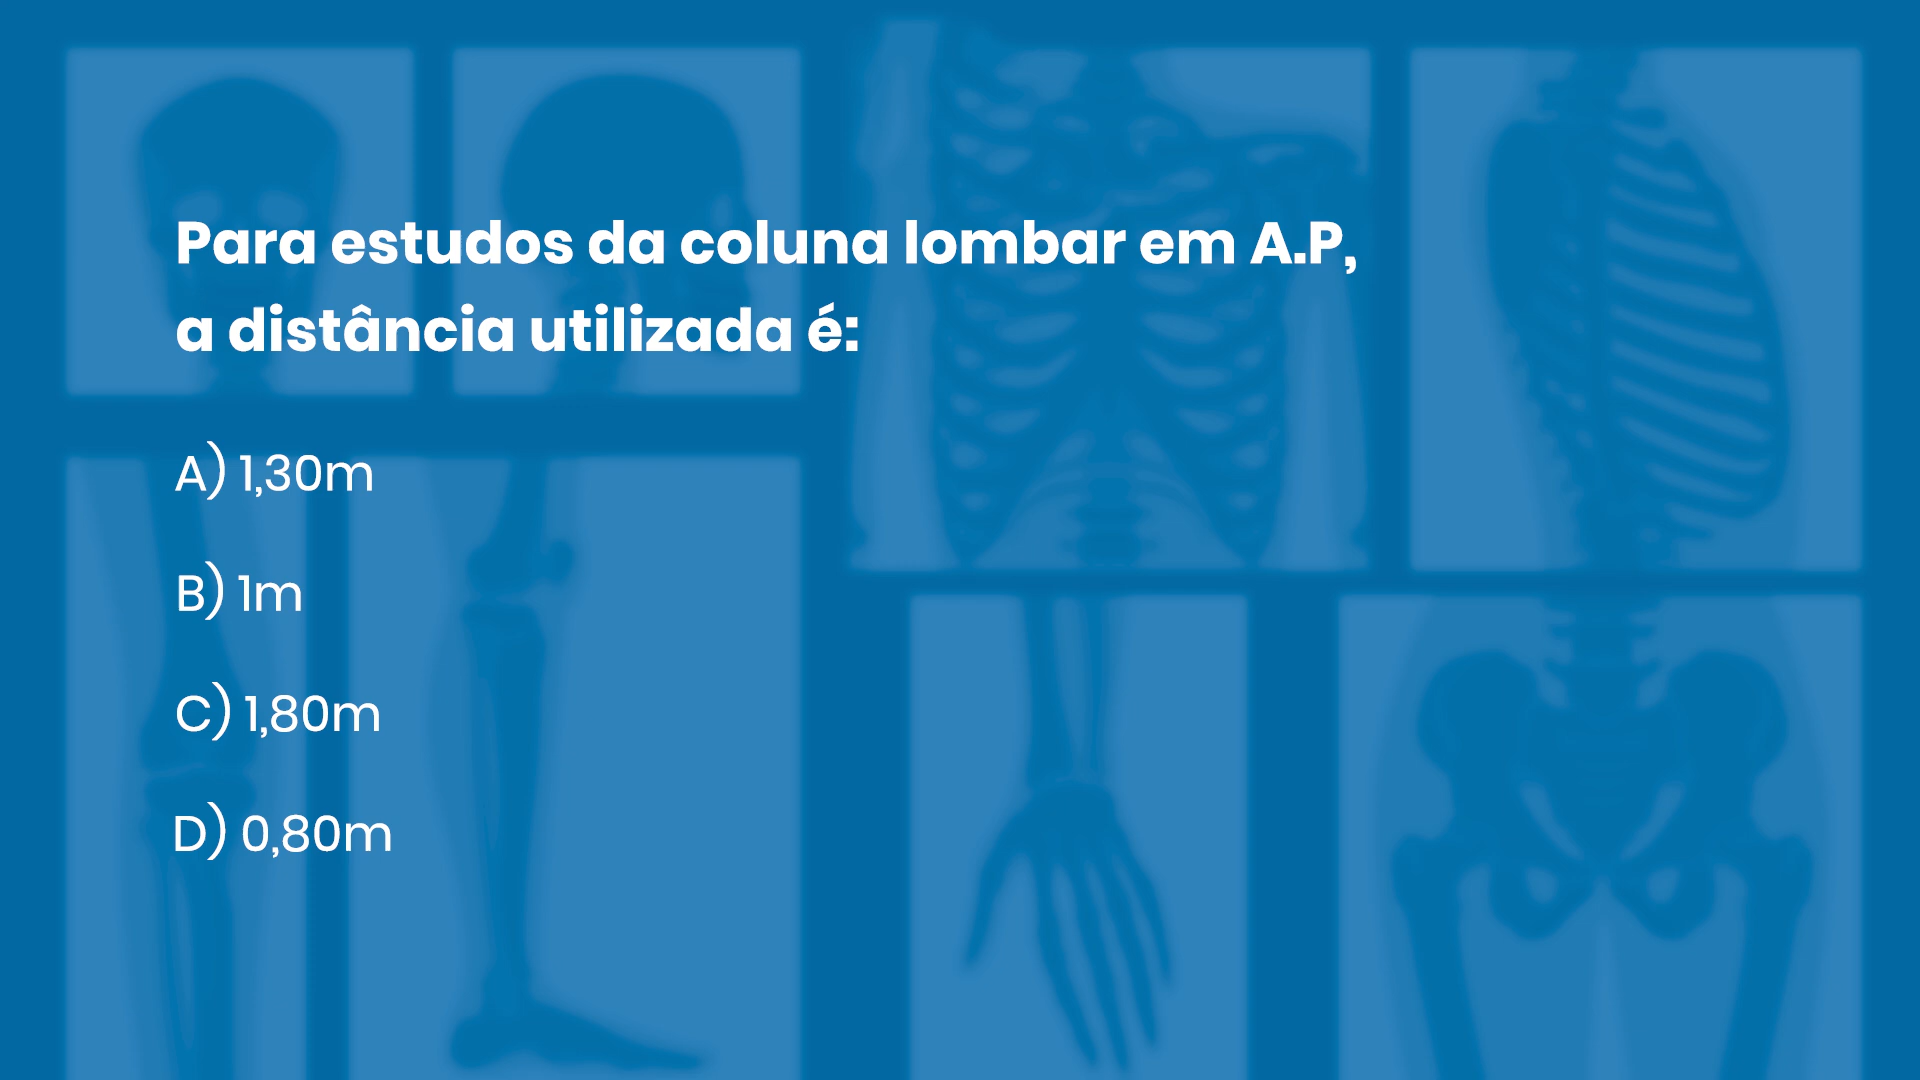 Para estudos da coluna lombar em A.P,
a distância utilizada é:
A) 1,30m
B) 1m
C) 1,80m
D) 0,80m